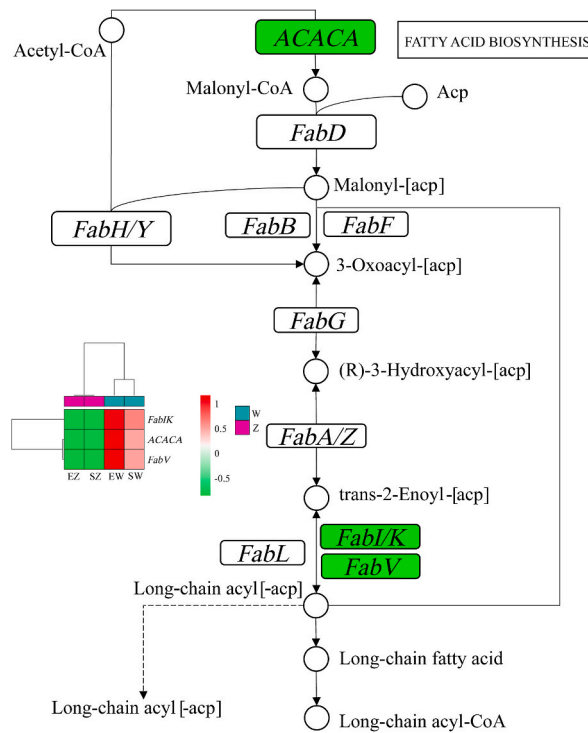 ACACA
FATTY ACID BIOSYNTHESIS
Acetyl-CoA
Malonyl-CoA
Acp
FabD
Malonyl-[acp]
FabH/Y
FabB
FabF
3-Oxoacyl-[acp]
FabG
(R)-3-Hydroxyacyl-[acp]
FabA/Z
trans-2-Enoyl-[acp]
FabI/K
FabL
FabV
Long-chain acyl [-acp]
Long-chain fatty acid
Long-chain acyl [-acp]
Long-chain acyl-CoA
FabIK
ACACA
FabV
EZ SZ EW SW
1
0.5
0
-0.5
W
Z